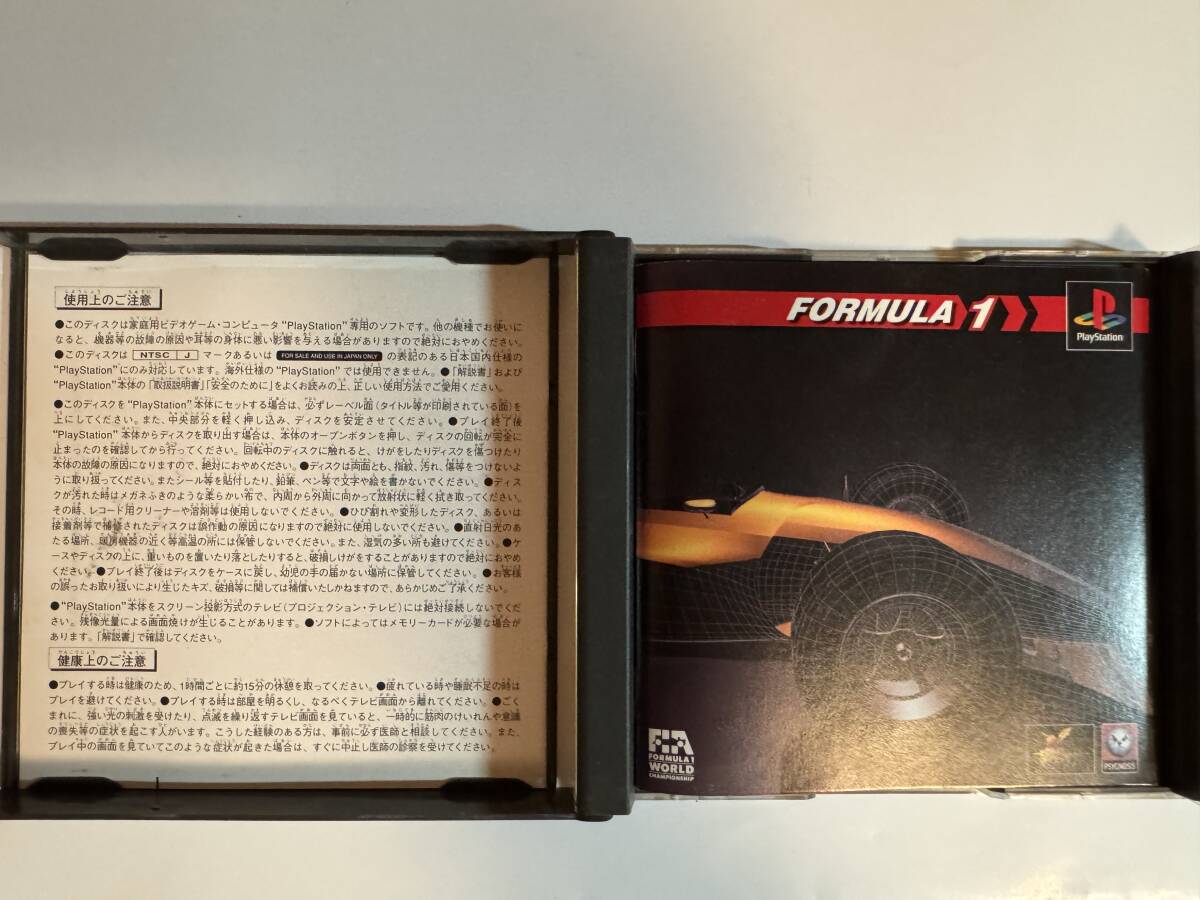 使用上のご注意
●このディスクは家庭用ビデオゲーム・コンピュータ"PlayStation"専用のソフトです。他の機種でお使いに
なると、機器等の故障の原因や耳等の身体に悪い影響を与える場合がありますので絶対におやめください。
●このディスクは NTSC J マークあるいは FOR SALE AND USE IN JAPAN ONLY の表記のある日本国内仕様の
"PlayStation"にのみ対応しています。海外仕様の"PlayStation"では使用できません。●「解説書」および
"PlayStation"本体の「取扱説明書」「安全のために」をよくお読みの上、正しい使用方法でご愛用ください。
●このディスクを"PlayStation"本体にセットする場合は、必ずレーベル面(タイトル等が印刷されている面)を
上にしてください。また、中央部分を軽く押し込み、ディスクを安定させてください。●プレイ終了後
"PlayStation"本体からディスクを取り出す場合は、本体のオープンボタンを押し、ディスクの回転が完全に
止まったのを確認してから行ってください。回転中のディスクに触れると、けがをしたりディスクを傷つけたり
本体の故障の原因になりますので、絶対におやめください。●ディスクは両面とも、指紋、汚れ、傷等をつけないよ
うに取り扱ってください。またシール等を貼付したり、鉛筆、ペン等で文字や絵を書かないでください。●ディス
クが汚れた時はメガネふきのような柔らかい布で、内周から外周に向かって放射状に軽く拭き取ってください。
その時、レコード用クリーナーや溶剤等は使用しないでください。●ひび割れや変形したディスク、あるいは
接着剤等で補修されたディスクは誤作動の原因になりますので絶対に使用しないでください。●直射日光のあ
たる場所、暖房機器の近く等高温の所には保管しないでください。また、湿気の多い所も避けてください。●ケ
ースやディスクの上に、重いものを置いたり落としたりすると、破損しけがをすることがありますので絶対におやめ
ください。●プレイ終了後はディスクをケースに戻し、幼児の手の届かない場所に保管してください。●お客様
の誤ったお取り扱いにより生じたキズ、破損等に関しては補償いたしかねますので、あらかじめご了承ください。
●"PlayStation"本体をスクリーン投影方式のテレビ(プロジェクション・テレビ)には絶対接続しないでくだ
さい。残像光量による画面焼けが生じることがあります。●ソフトによってはメモリーカードが必要な場合が
あります。「解説書」で確認してください。
健康上のご注意
●プレイする時は健康のため、1時間ごとに約15分の休憩を取ってください。●疲れている時や睡眠不足の時は
プレイを避けてください。●プレイする時は部屋を明るくし、なるべくテレビ画面から離れてください。●ごく
まれに、強い光の刺激を受けたり、点滅を繰り返すテレビ画面を見ていると、一時的に筋肉のけいれんや意識
の喪失等の症状を起こす人がいます。こうした経験のある方は、事前に必ず医師と相談してください。また、
プレイ中の画面を見ていてこのような症状が起きた場合は、すぐに中止し医師の診察を受けてください。
FORMULA 1
PlayStation
FIA
FORMULA 1
WORLD
CHAMPIONSHIP
PSYGNOSIS